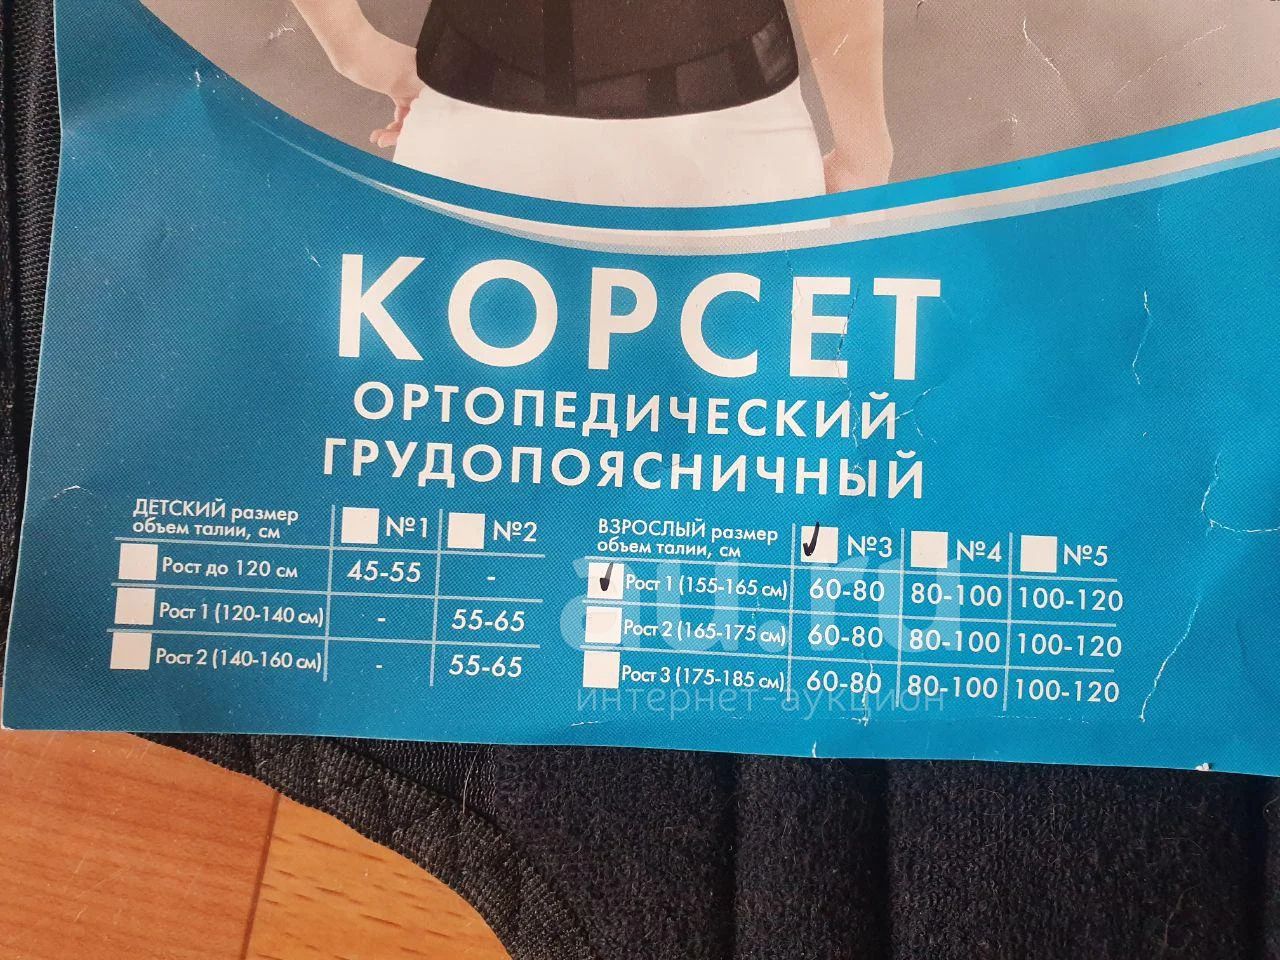 КОРСЕТ
ОРТОПЕДИЧЕСКИЙ
ГРУДОПОЯСНИЧНЫЙ
ДЕТСКИЙ размер
объем талии, см
№1 №2
Рост до 120 см 45-55 -
Рост 1 (120-140 см) - 55-65
Рост 2 (140-160 см) - 55-65
ВЗРОСЛЫЙ размер
объем талии, см
№3 №4 №5
Рост 1 (155-165 см) 60-80 80-100 100-120
Рост 2 (165-175 см) 60-80 80-100 100-120
Рост 3 (175-185 см) 60-80 80-100 100-120
au.ru
интернет-аукцион